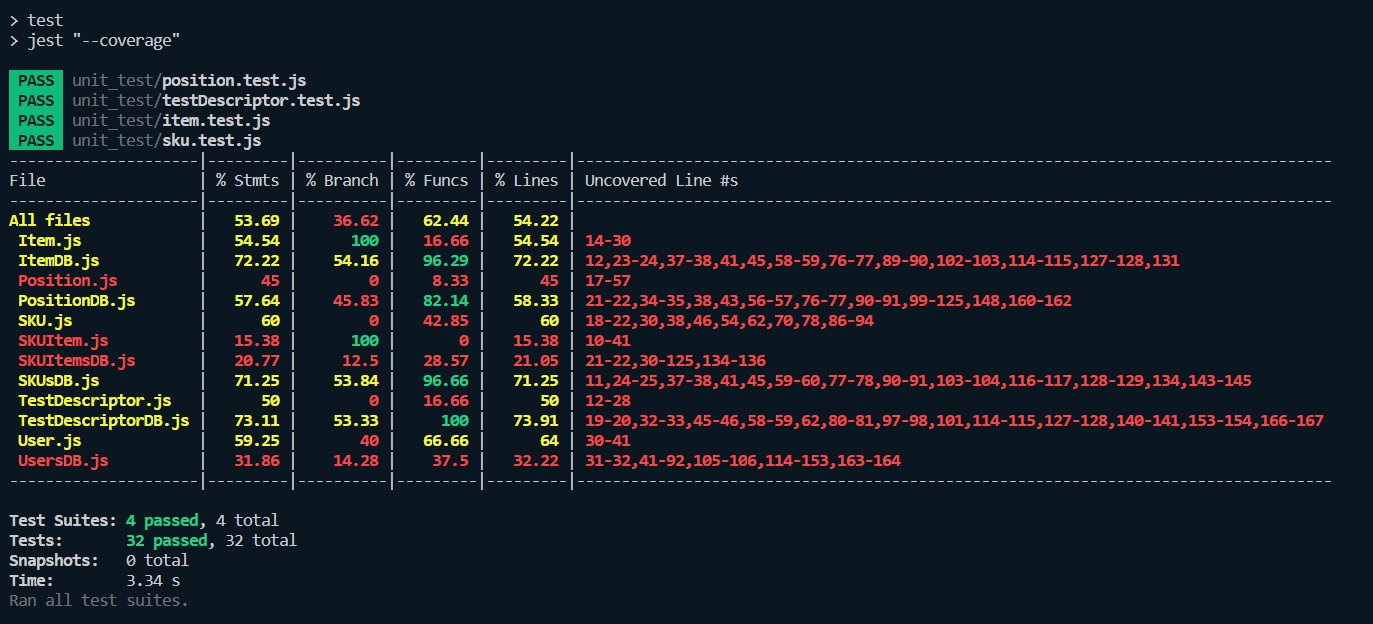 > test
> jest "--coverage"
PASS unit_test/position.test.js
PASS unit_test/testDescriptor.test.js
PASS unit_test/item.test.js
PASS unit_test/sku.test.js
---------------------|---------|----------|---------|---------|------------------------------------------------------------------------------------
File                 | % Stmts | % Branch | % Funcs | % Lines | Uncovered Line #s
---------------------|---------|----------|---------|---------|------------------------------------------------------------------------------------
All files            |   53.69 |    36.62 |   62.44 |   54.22 |
 Item.js             |   54.54 |      100 |   16.66 |   54.54 | 14-30
 ItemDB.js           |   72.22 |    54.16 |   96.29 |   72.22 | 12,23-24,37-38,41,45,58-59,76-77,89-90,102-103,114-115,127-128,131
 Position.js         |      45 |        0 |    8.33 |      45 | 17-57
 PositionDB.js       |   57.64 |    45.83 |   82.14 |   58.33 | 21-22,34-35,38,43,56-57,76-77,90-91,99-125,148,160-162
 SKU.js              |      60 |        0 |   42.85 |      60 | 18-22,30,38,46,54,62,70,78,86-94
 SKUItem.js          |   15.38 |      100 |       0 |   15.38 | 10-41
 SKUItemsDB.js       |   20.77 |     12.5 |   28.57 |   21.05 | 21-22,30-125,134-136
 SKUsDB.js           |   71.25 |    53.84 |   96.66 |   71.25 | 11,24-25,37-38,41,45,59-60,77-78,90-91,103-104,116-117,128-129,134,143-145
 TestDescriptor.js   |      50 |        0 |   16.66 |      50 | 12-28
 TestDescriptorDB.js |   73.11 |    53.33 |     100 |   73.91 | 19-20,32-33,45-46,58-59,62,80-81,97-98,101,114-115,127-128,140-141,153-154,166-167
 User.js             |   59.25 |       40 |   66.66 |      64 | 30-41
 UsersDB.js          |   31.86 |    14.28 |    37.5 |   32.22 | 31-32,41-92,105-106,114-153,163-164
---------------------|---------|----------|---------|---------|------------------------------------------------------------------------------------
Test Suites: 4 passed, 4 total
Tests:       32 passed, 32 total
Snapshots:   0 total
Time:        3.34 s
Ran all test suites.